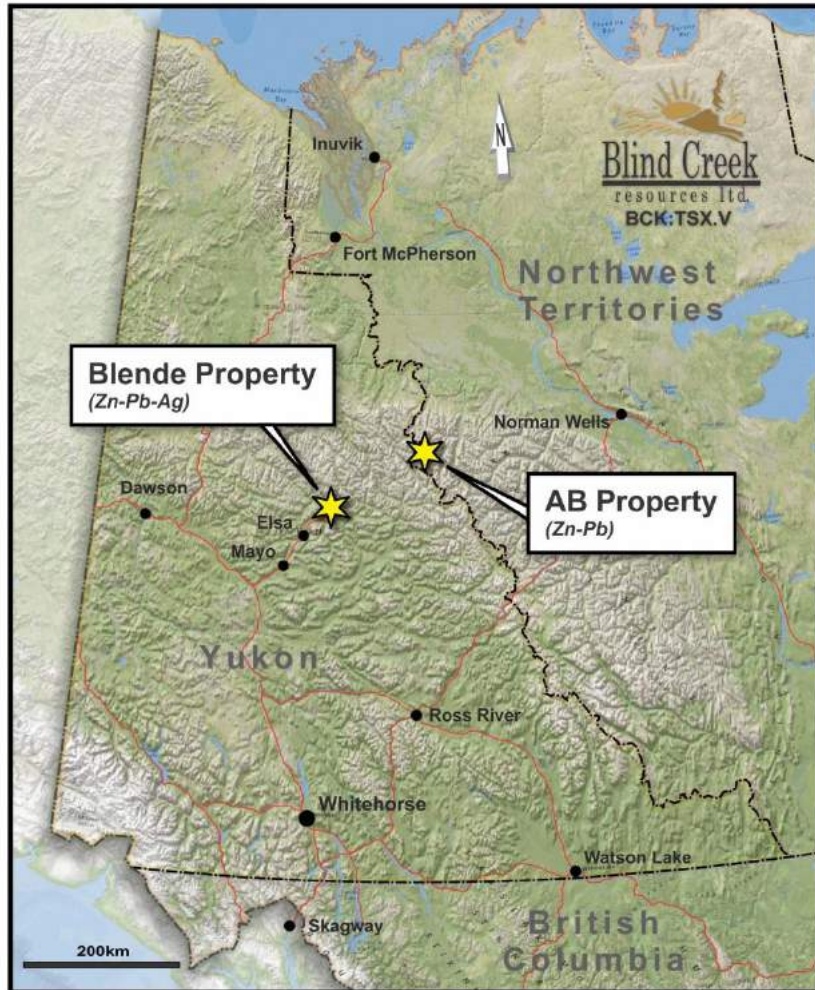 Inuvik
N
Blind Creek
resources ltd.
BCK:TSX.V
Fort McPherson
Northwest
Territories
Blende Property
(Zn-Pb-Ag)
Norman Wells
AB Property
(Zn-Pb)
Dawson
Elsa
Mayo
Yukon
Ross River
Whitehorse
Watson Lake
Skagway
British
Columbia
200km